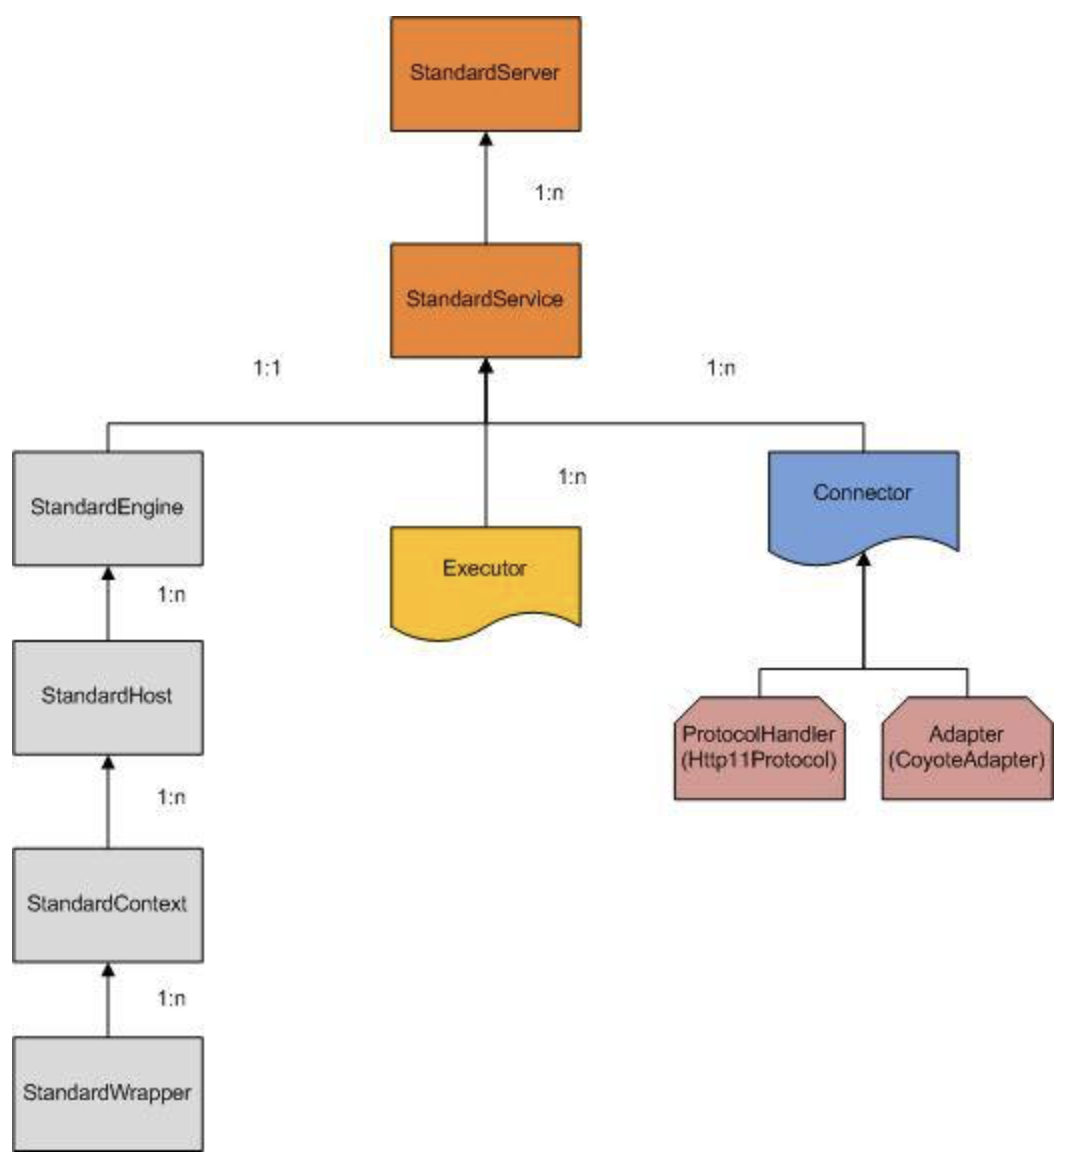 StandardServer
1:n
StandardService
1:1
1:n
1:n
StandardEngine
Executor
Connector
1:n
StandardHost
ProtocolHandler
(Http11Protocol)
Adapter
(CoyoteAdapter)
1:n
StandardContext
1:n
StandardWrapper